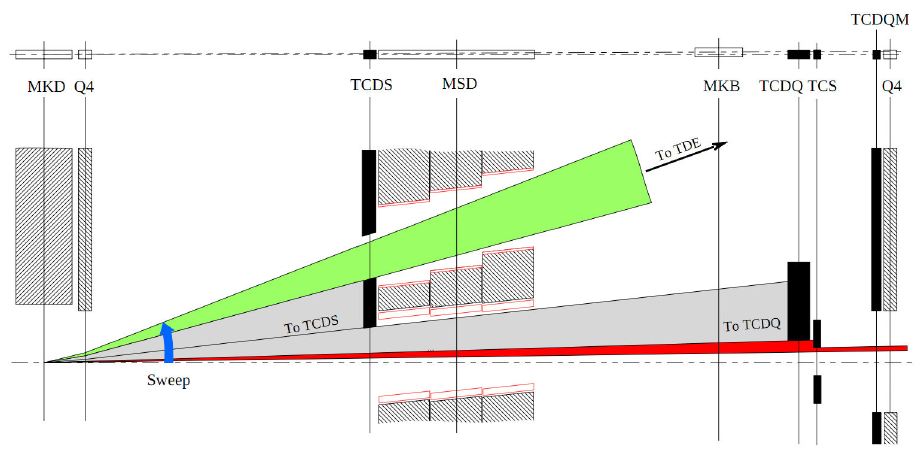 TCDQM
MKD Q4 TCDS MSD MKB TCDQ TCS Q4
To TDE
To TCDS
To TCDQ
Sweep